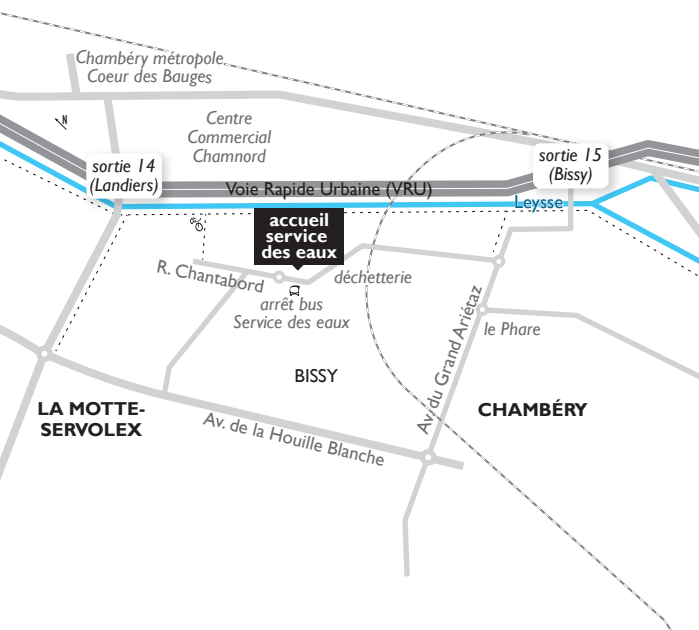 Chambéry métropole
Coeur des Bauges
N
Centre
Commercial
Chamnord
sortie 14
(Landiers)
sortie 15
(Bissy)
Voie Rapide Urbaine (VRU)
Leysse
accueil
service
des eaux
R. Chantabord
déchetterie
arrêt bus
Service des eaux
Av. du Grand Ariétaz
le Phare
BISSY
LA MOTTE-
SERVOLEX
CHAMBÉRY
Av. de la Houille Blanche